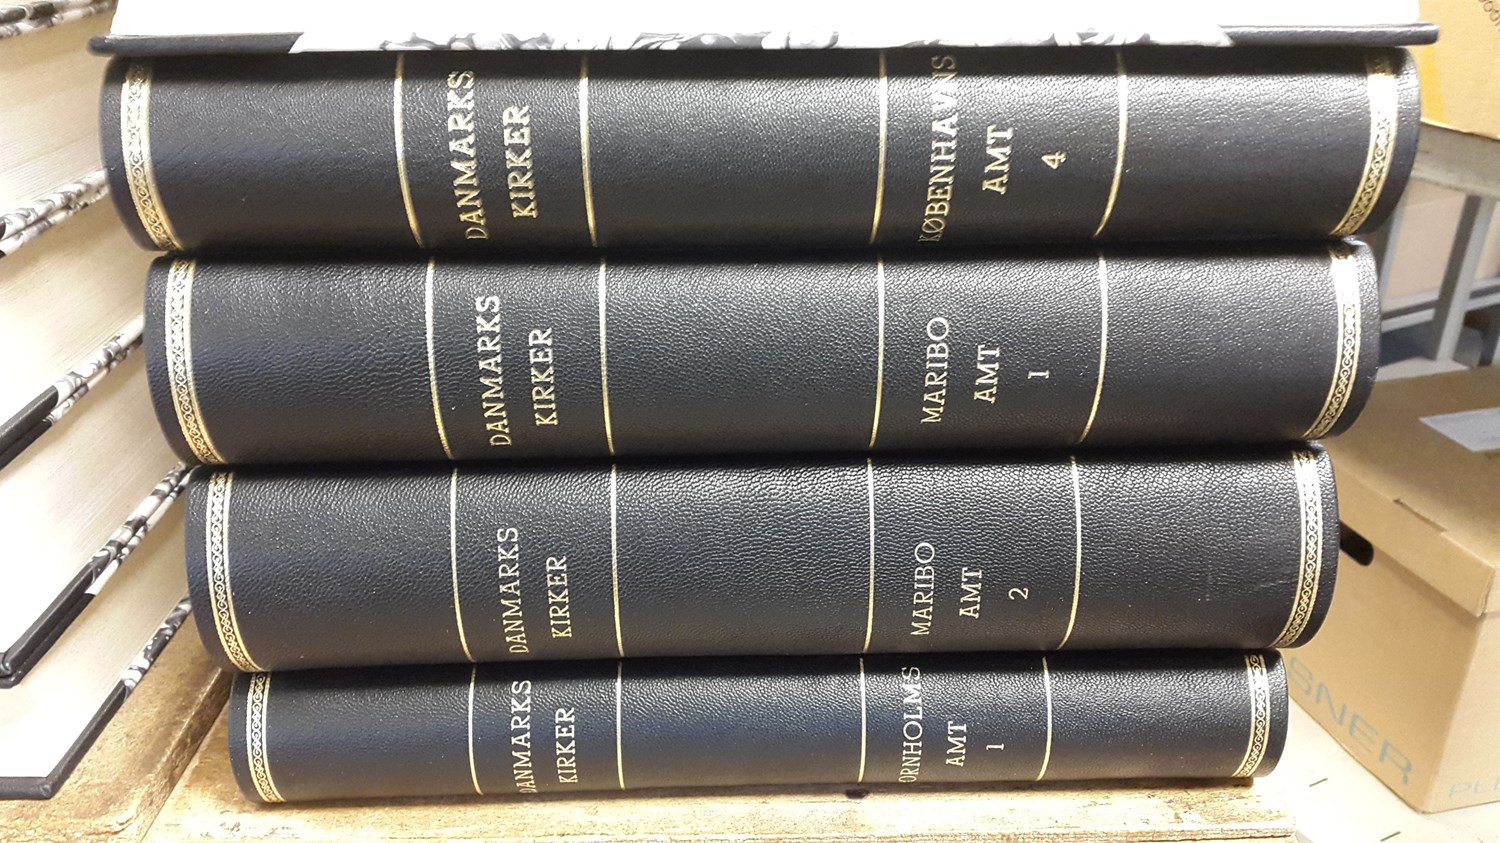 DANMARKS
KIRKER
KØBENHAVNS
AMT
4
DANMARKS
KIRKER
MARIBO
AMT
1
DANMARKS
KIRKER
MARIBO
AMT
2
DANMARKS
KIRKER
ORNHOLMS
AMT
1
SNER